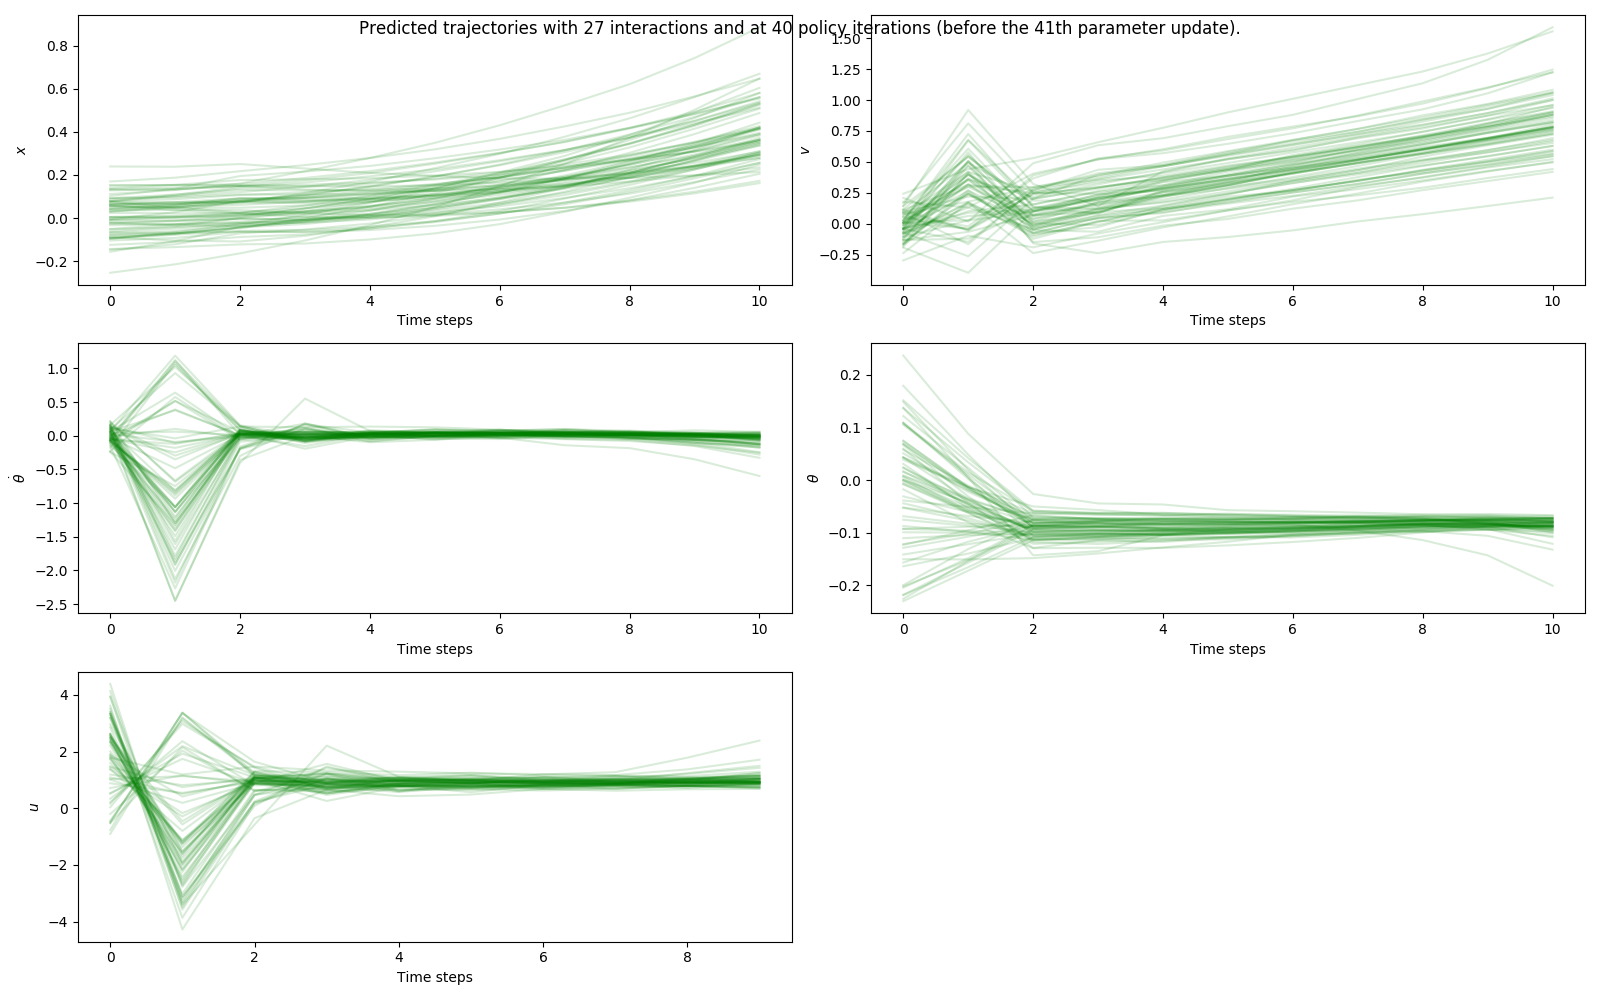 Predicted trajectories with 27 interactions and at 40 policy iterations (before the 41th parameter update).
0.8
0.6
0.4
0.2
0.0
−0.2
x
0 2 4 6 8 10
Time steps
1.50
1.25
1.00
0.75
0.50
0.25
0.00
−0.25
v
0 2 4 6 8 10
Time steps
1.0
0.5
0.0
−0.5
−1.0
−1.5
−2.0
−2.5
θ̇
0 2 4 6 8 10
Time steps
0.2
0.1
0.0
−0.1
−0.2
θ
0 2 4 6 8 10
Time steps
4
2
0
−2
−4
u
0 2 4 6 8
Time steps